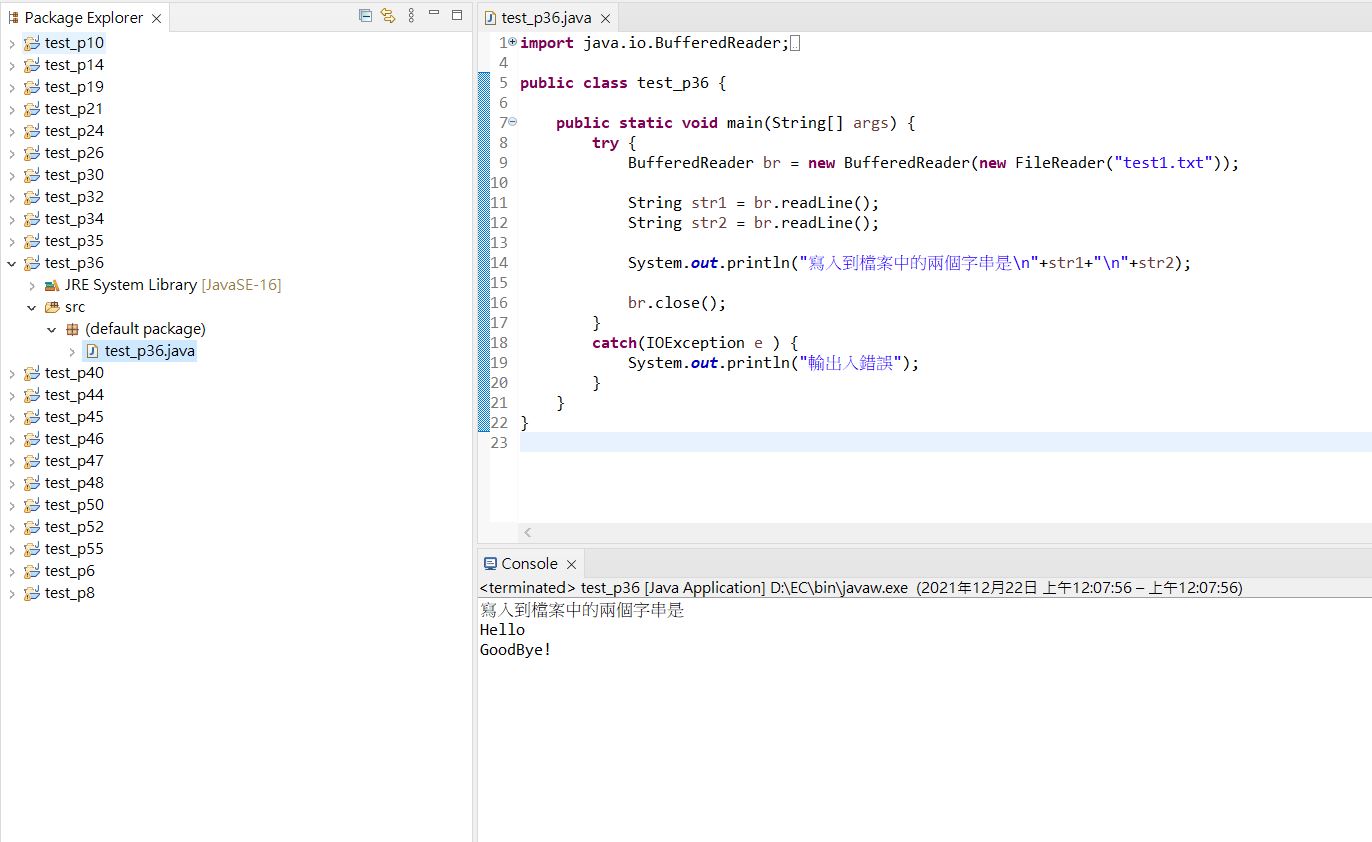 Package Explorer
test_p10
test_p14
test_p19
test_p21
test_p24
test_p26
test_p30
test_p32
test_p34
test_p35
test_p36
JRE System Library [JavaSE-16]
src
(default package)
test_p36.java
test_p40
test_p44
test_p45
test_p46
test_p47
test_p48
test_p50
test_p52
test_p55
test_p6
test_p8
test_p36.java
1 import java.io.BufferedReader;
4
5 public class test_p36 {
6
7     public static void main(String[] args) {
8         try {
9             BufferedReader br = new BufferedReader(new FileReader("test1.txt"));
10
11             String str1 = br.readLine();
12             String str2 = br.readLine();
13
14             System.out.println("寫入到檔案中的兩個字串是\n"+str1+"\n"+str2);
15
16             br.close();
17         }
18         catch(IOException e ) {
19             System.out.println("輸出入錯誤");
20         }
21     }
22 }
23
Console
<terminated> test_p36 [Java Application] D:\EC\bin\javaw.exe (2021年12月22日 上午12:07:56 – 上午12:07:56)
寫入到檔案中的兩個字串是
Hello
GoodBye!